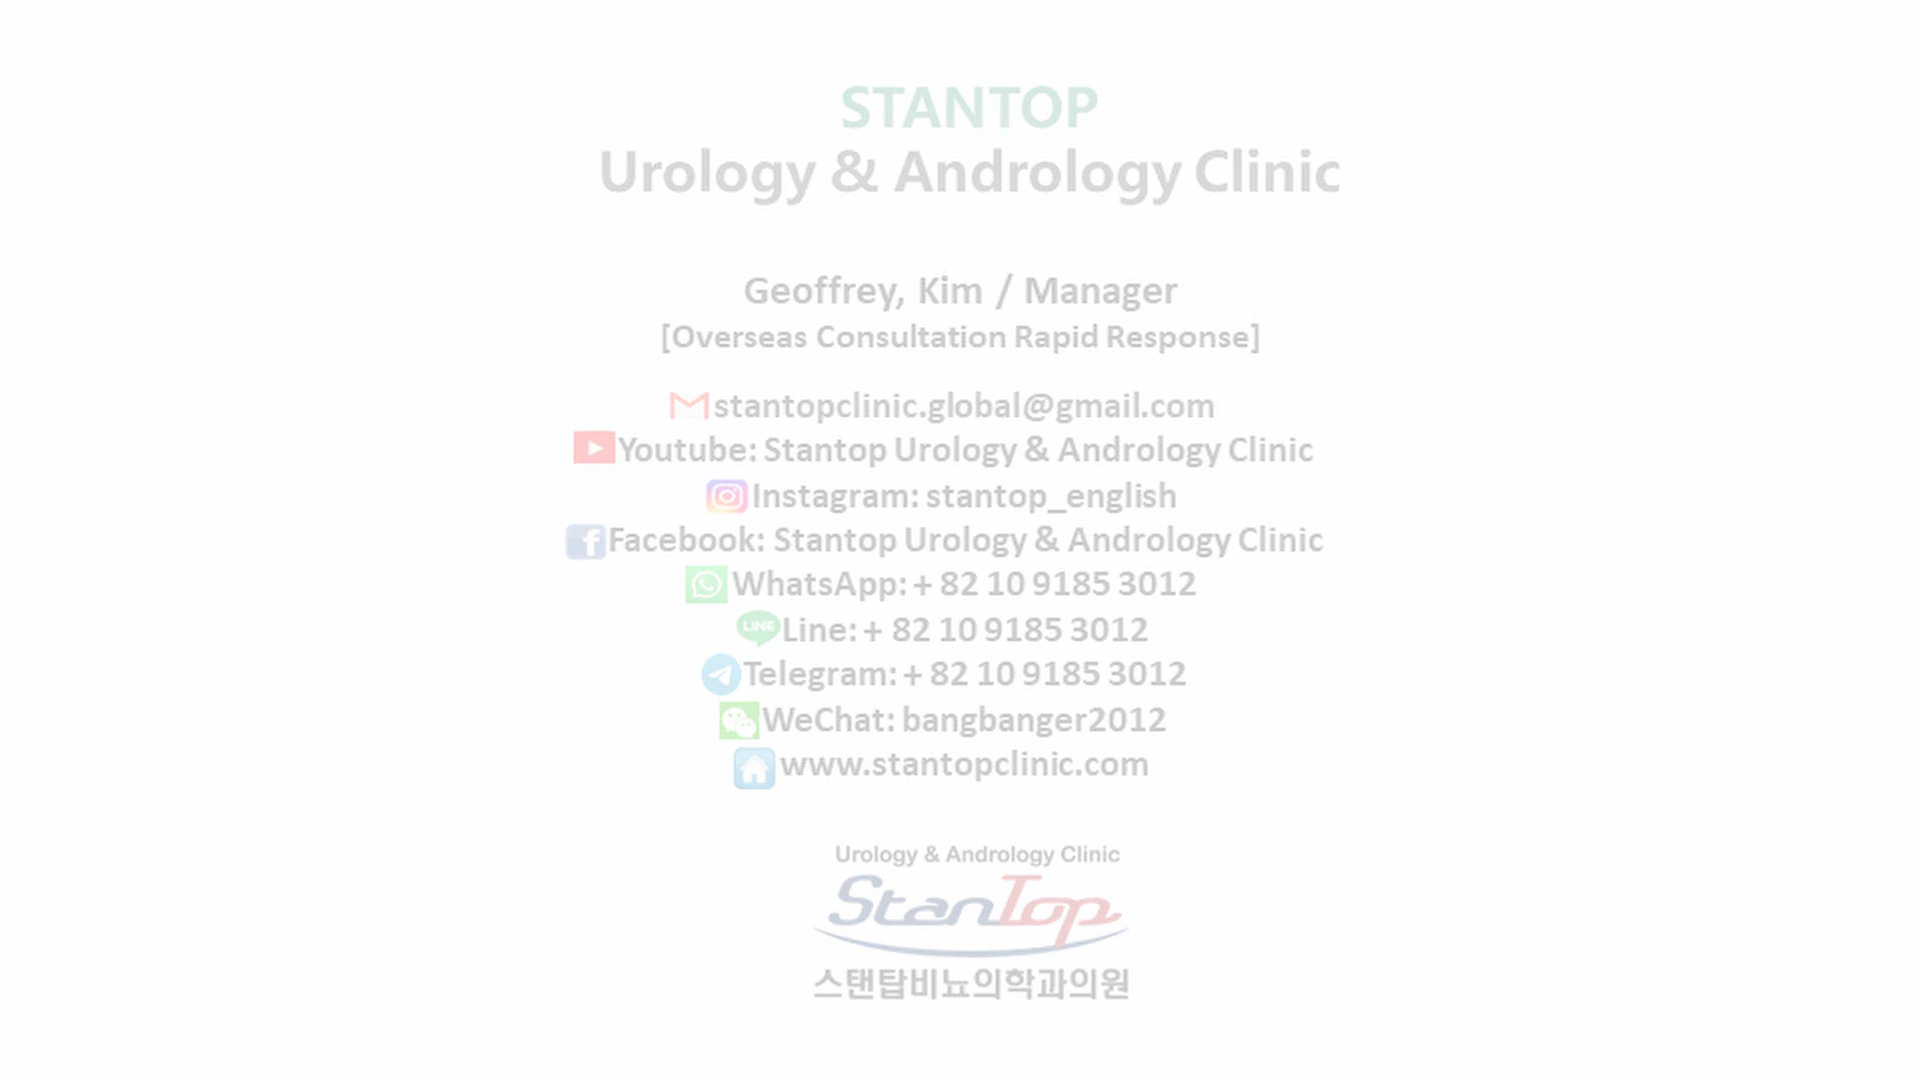 STANTOP
Urology & Andrology Clinic
Geoffrey, Kim / Manager
[Overseas Consultation Rapid Response]
stantopclinic.global@gmail.com
Youtube: Stantop Urology & Andrology Clinic
Instagram: stantop_english
Facebook: Stantop Urology & Andrology Clinic
WhatsApp: + 82 10 9185 3012
LINE Line: + 82 10 9185 3012
Telegram: + 82 10 9185 3012
WeChat: bangbanger2012
www.stantopclinic.com
Urology & Andrology Clinic
StanTop
스탠탑비뇨의학과의원